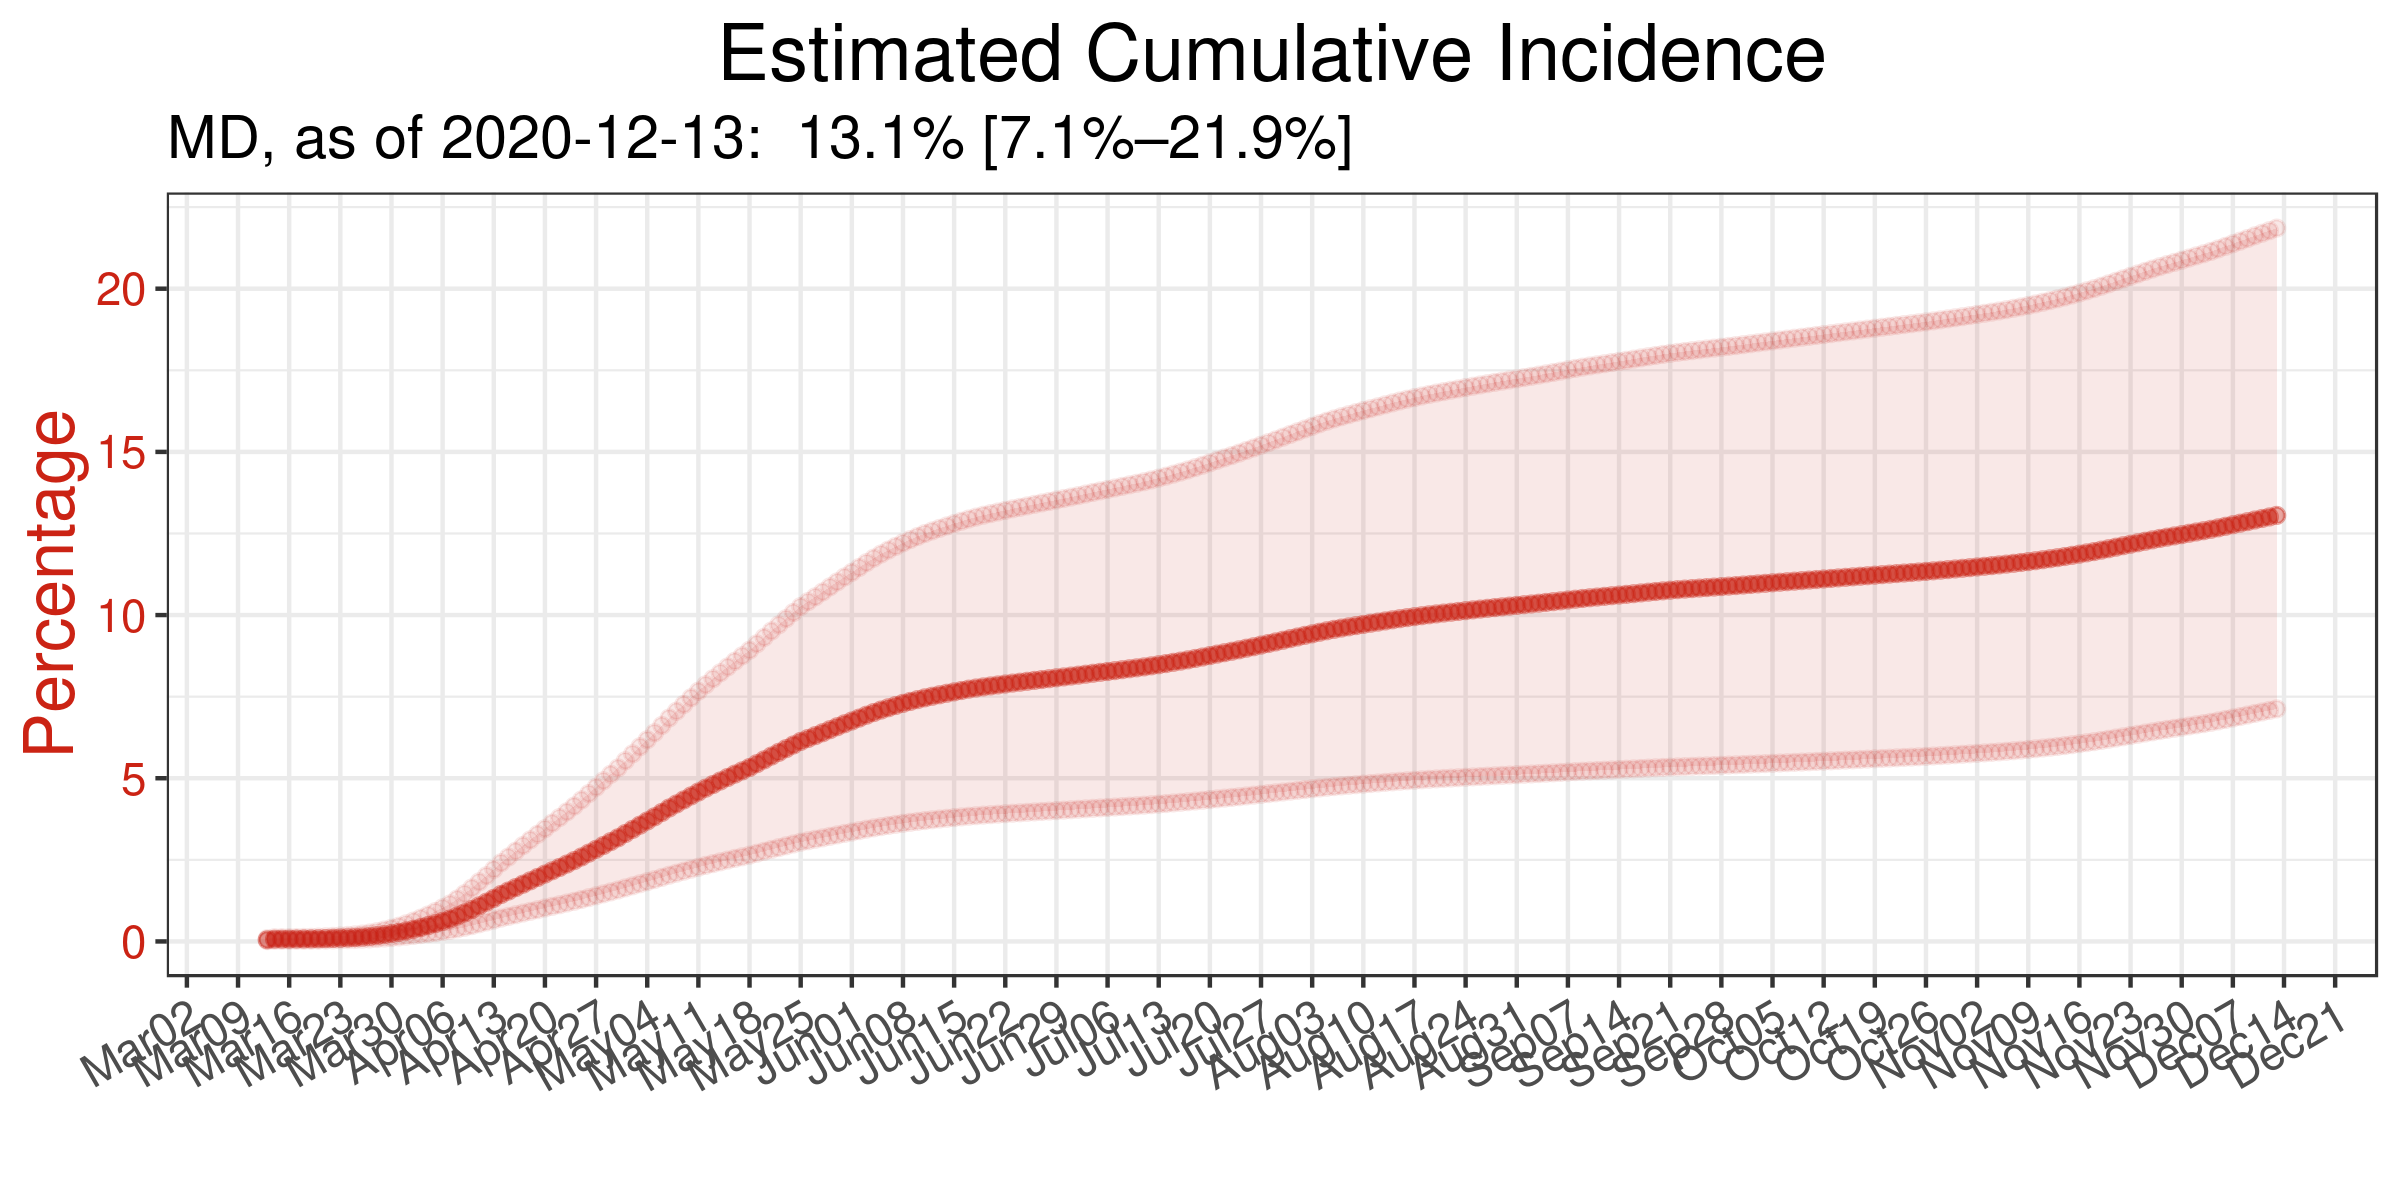 Estimated Cumulative Incidence
MD, as of 2020-12-13:  13.1% [7.1%–21.9%]
Percentage
20
15
10
5
0
Mar02
Mar09
Mar16
Mar23
Mar30
Apr06
Apr13
Apr20
Apr27
May04
May11
May18
May25
Jun01
Jun08
Jun15
Jun22
Jun29
Jul06
Jul13
Jul20
Jul27
Aug03
Aug10
Aug17
Aug24
Aug31
Sep07
Sep14
Sep21
Sep28
Oct05
Oct12
Oct19
Oct26
Nov02
Nov09
Nov16
Nov23
Nov30
Dec07
Dec14
Dec21